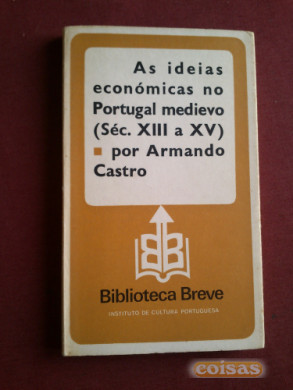 As ideias
económicas no
Portugal medievo
(Séc. XIII a XV)
■ por Armando
Castro
Biblioteca Breve
INSTITUTO DE CULTURA PORTUGUESA
coisas